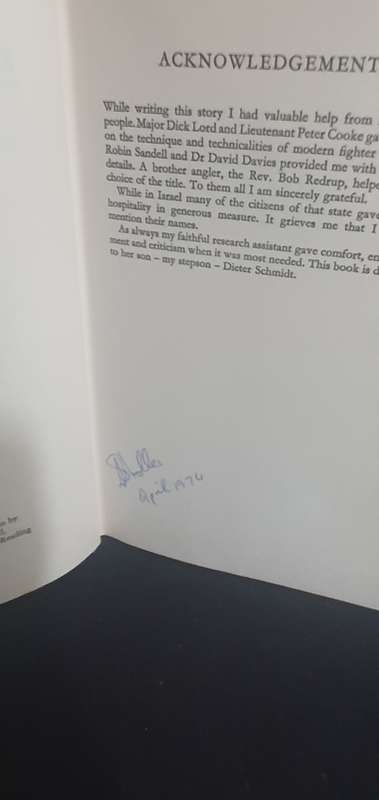 ACKNOWLEDGEMENT
While writing this story I had valuable help from
people. Major Dick Lord and Lieutenant Peter Cooke ga
on the technique and technicalities of modern fighter
Robin Sandell and Dr David Davies provided me with
details. A brother angler, the Rev. Bob Redrup, helpe
choice of the title. To them all I am sincerely grateful.
While in Israel many of the citizens of that state gave
hospitality in generous measure. It grieves me that I
mention their names.
As always my faithful research assistant gave comfort, en
ment and criticism when it was most needed. This book is d
to her son – my stepson – Dieter Schmidt.
April 1974
by
Reading